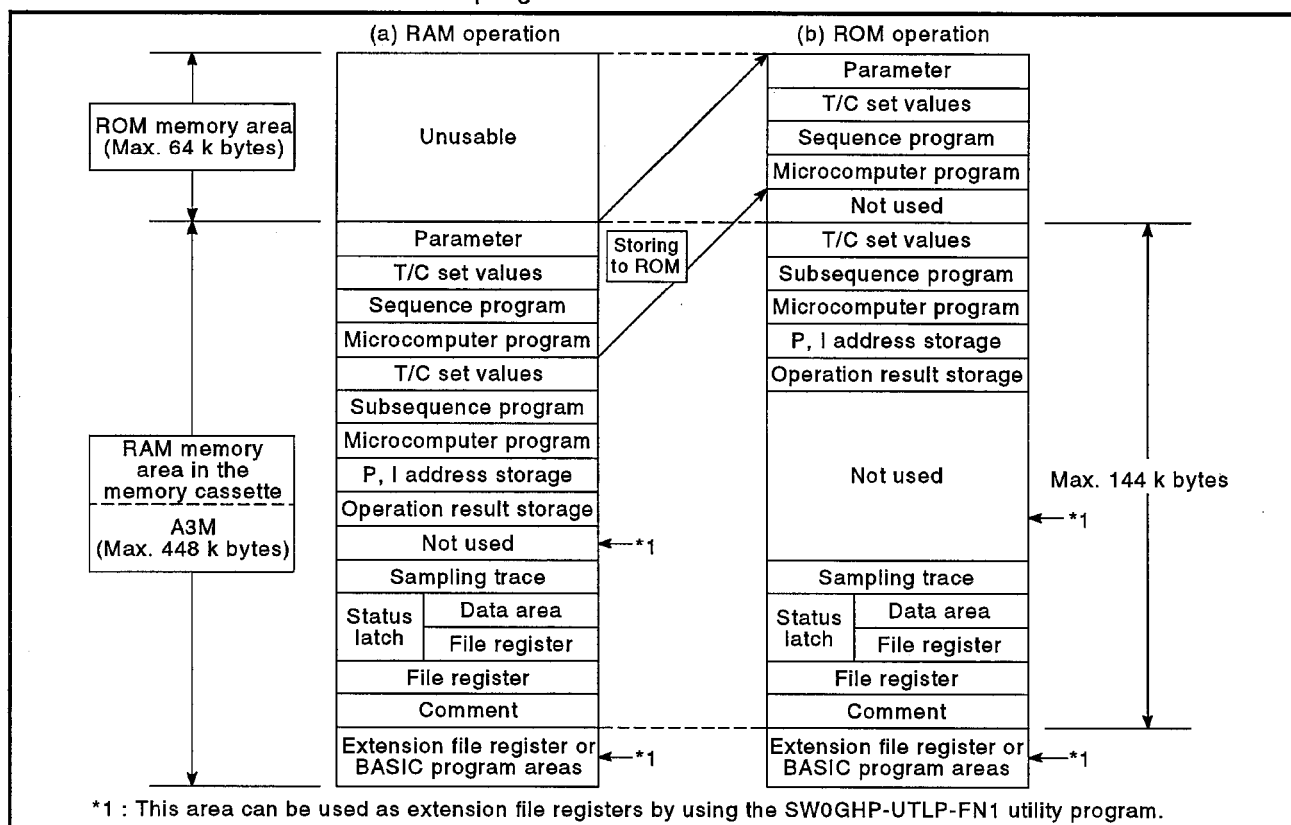 (a) RAM operation
(b) ROM operation
ROM memory area
(Max. 64 k bytes)
RAM memory
area in the
memory cassette
A3M
(Max. 448 k bytes)
Unusable
Parameter
T/C set values
Sequence program
Microcomputer program
T/C set values
Subsequence program
Microcomputer program
P, I address storage
Operation result storage
Not used
*1
Sampling trace
Status
latch
Data area
File register
File register
Comment
Extension file register or
BASIC program areas
*1
Storing
to ROM
Parameter
T/C set values
Sequence program
Microcomputer program
Not used
T/C set values
Subsequence program
Microcomputer program
P, I address storage
Operation result storage
Not used
*1
Sampling trace
Status
latch
Data area
File register
File register
Comment
Extension file register or
BASIC program areas
*1
Max. 144 k bytes
*1 : This area can be used as extension file registers by using the SW0GHP-UTLP-FN1 utility program.